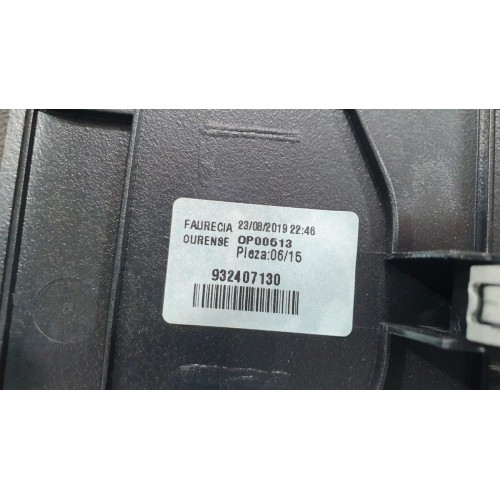 FAURECIA 23/08/2019 22:46
OURENSE OP00513
Pieza:06/15
932407130